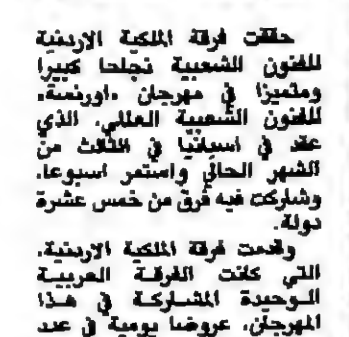 حققت فرقة الملكية الاردنية
للفنون الشعبية نجاحا كبيرا
ومتميزا في مهرجان «اورنسة»
للفنون الشعبية العالمي، الذي
عقد في اسبانيا في الثالث من
الشهر الحالي واستمر اسبوعا،
وشاركت فيه فرق من خمس عشرة
دولة.
وقدمت فرقة الملكية الاردنية،
التي كانت الفرقة العربية
الوحيدة المشاركة في هذا
المهرجان، عروضا يومية في عدد